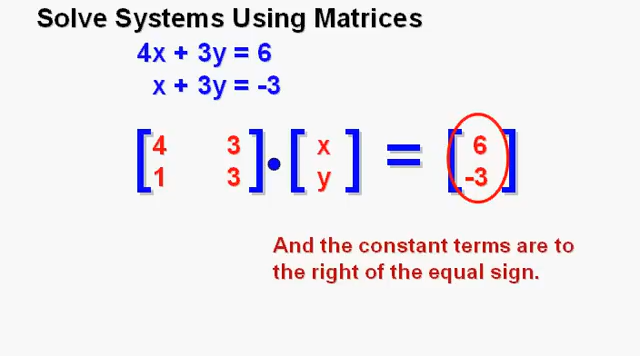 Solve Systems Using Matrices
4x + 3y = 6
x + 3y = -3
[4 3] • [x] = [6]
[1 3] [y] [-3]
And the constant terms are to
the right of the equal sign.